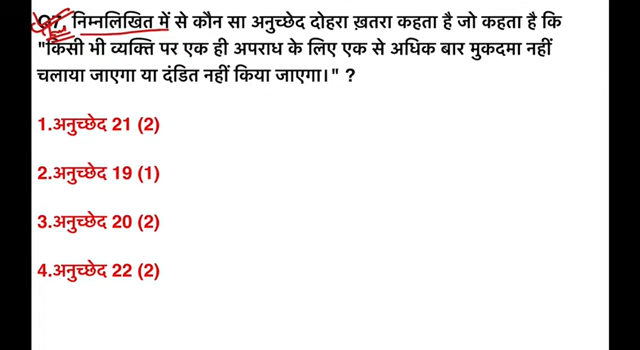 Q7. निम्नलिखित में से कौन सा अनुच्छेद दोहरा ख़तरा कहता है जो कहता है कि
"किसी भी व्यक्ति पर एक ही अपराध के लिए एक से अधिक बार मुकदमा नहीं
चलाया जाएगा या दंडित नहीं किया जाएगा।" ?
1.अनुच्छेद 21 (2)
2.अनुच्छेद 19 (1)
3.अनुच्छेद 20 (2)
4.अनुच्छेद 22 (2)